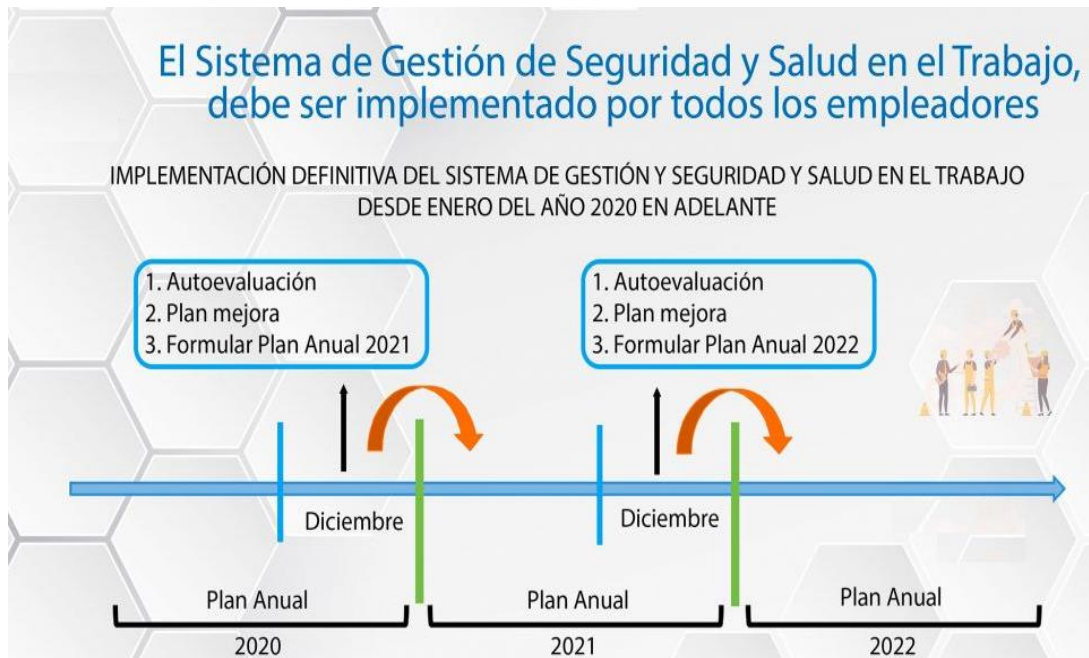 El Sistema de Gestión de Seguridad y Salud en el Trabajo,
debe ser implementado por todos los empleadores
IMPLEMENTACIÓN DEFINITIVA DEL SISTEMA DE GESTIÓN Y SEGURIDAD Y SALUD EN EL TRABAJO
DESDE ENERO DEL AÑO 2020 EN ADELANTE
1. Autoevaluación
2. Plan mejora
3. Formular Plan Anual 2021
1. Autoevaluación
2. Plan mejora
3. Formular Plan Anual 2022
Diciembre
Diciembre
Plan Anual
Plan Anual
Plan Anual
2020
2021
2022